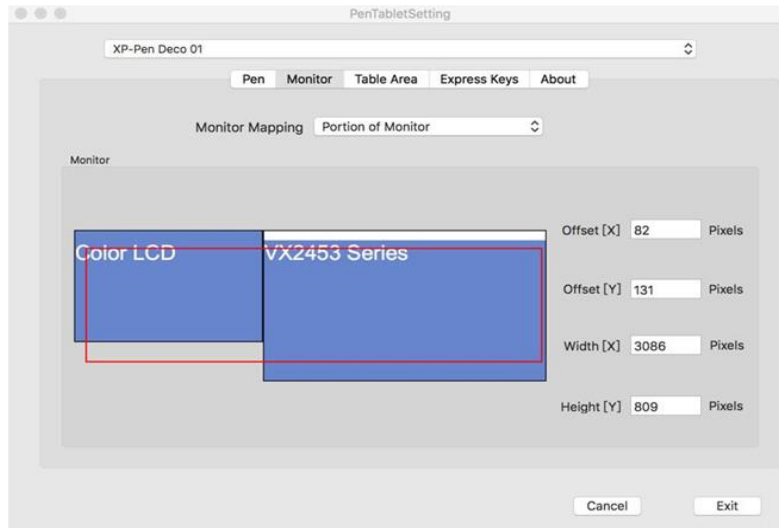 PenTabletSetting
XP-Pen Deco 01
Pen Monitor Table Area Express Keys About
Monitor Mapping Portion of Monitor
Monitor
Color LCD VX2453 Series
Offset [X] 82 Pixels
Offset [Y] 131 Pixels
Width [X] 3086 Pixels
Height [Y] 809 Pixels
Cancel Exit